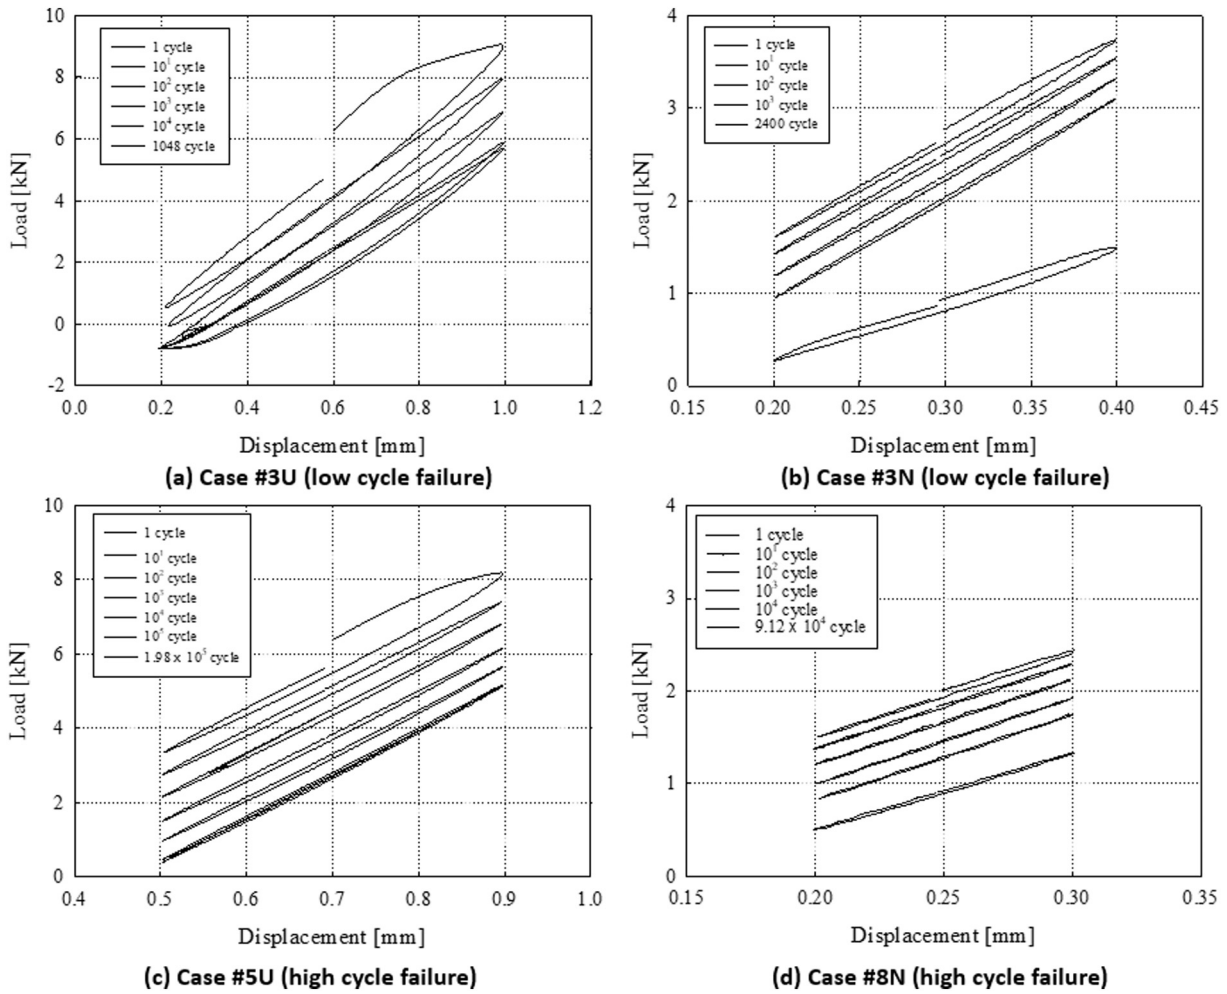 10
8
6
4
2
0
-2
Load [kN]
1 cycle
10¹ cycle
10² cycle
10³ cycle
10⁴ cycle
1048 cycle
0.0 0.2 0.4 0.6 0.8 1.0 1.2
Displacement [mm]
(a) Case #3U (low cycle failure)
4
3
2
1
0
Load [kN]
1 cycle
10¹ cycle
10² cycle
10³ cycle
2400 cycle
0.15 0.20 0.25 0.30 0.35 0.40 0.45
Displacement [mm]
(b) Case #3N (low cycle failure)
10
8
6
4
2
0
Load [kN]
1 cycle
10¹ cycle
10² cycle
10³ cycle
10⁴ cycle
10⁵ cycle
1.98 x 10⁵ cycle
0.4 0.5 0.6 0.7 0.8 0.9 1.0
Displacement [mm]
(c) Case #5U (high cycle failure)
4
3
2
1
0
Load [kN]
1 cycle
10¹ cycle
10² cycle
10³ cycle
10⁴ cycle
9.12 x 10⁴ cycle
0.15 0.20 0.25 0.30 0.35
Displacement [mm]
(d) Case #8N (high cycle failure)